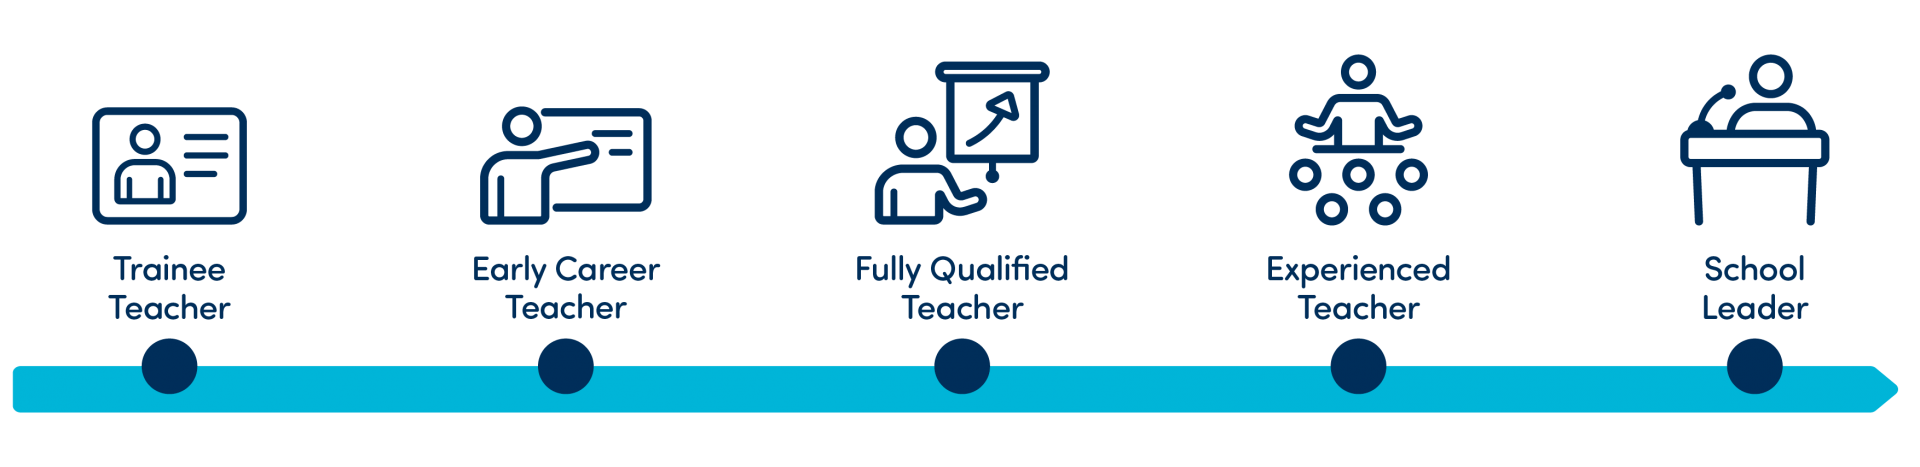 Trainee
Teacher
Early Career
Teacher
Fully Qualified
Teacher
Experienced
Teacher
School
Leader